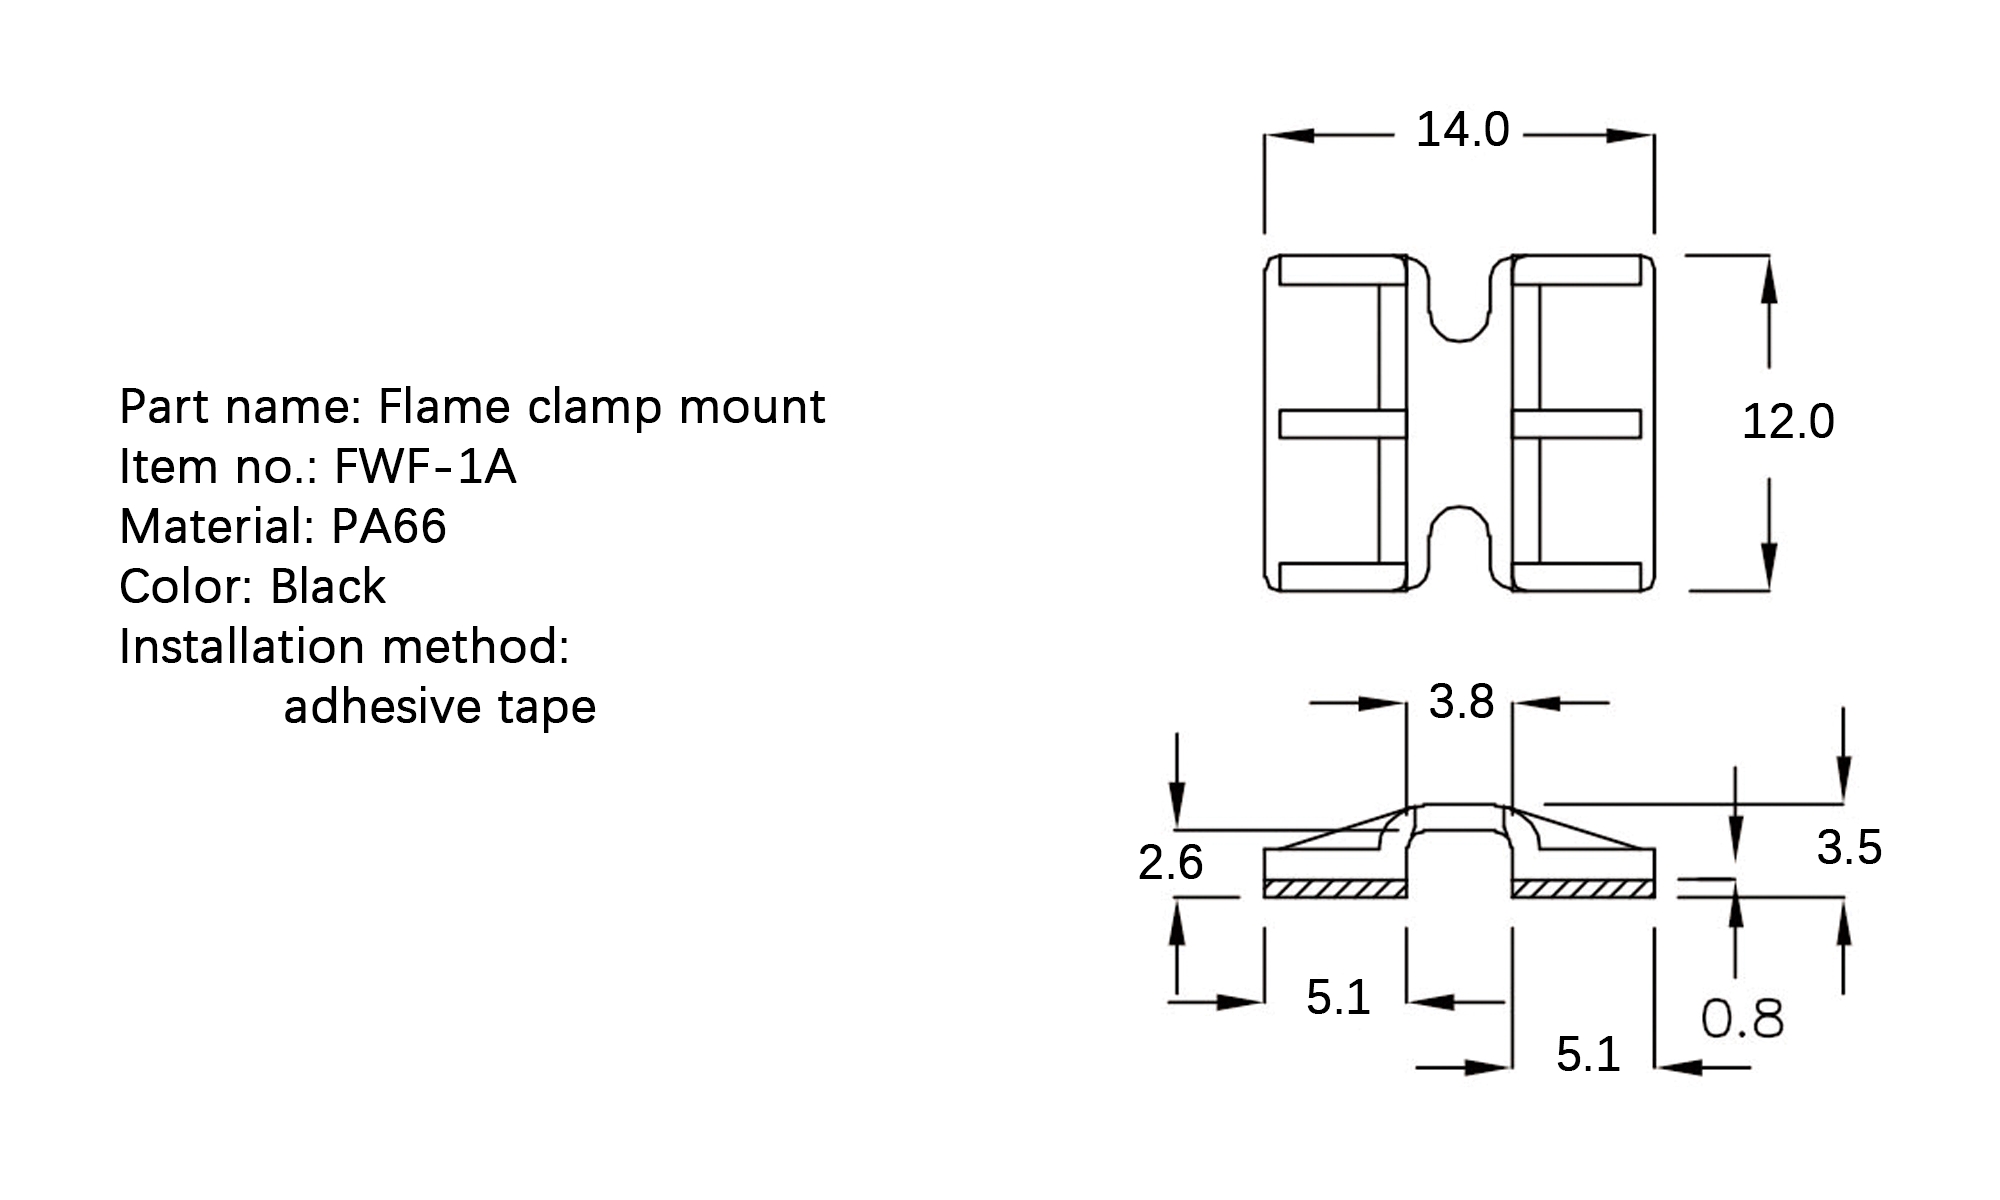 Part name: Flame clamp mount
Item no.: FWF-1A
Material: PA66
Color: Black
Installation method:
adhesive tape
14.0
12.0
3.8
2.6
3.5
5.1
0.8
5.1